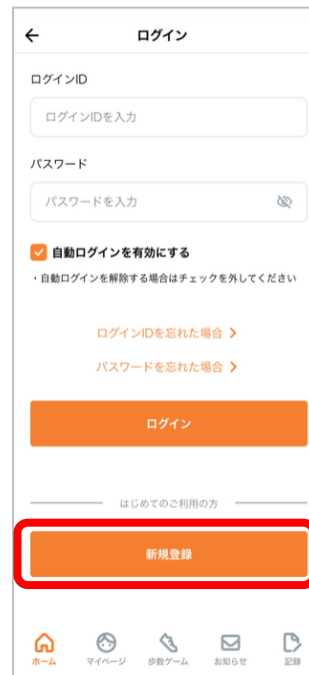 ログイン
ログインID
ログインIDを入力
パスワード
パスワードを入力
自動ログインを有効にする
・自動ログインを解除する場合はチェックを外してください
ログインIDを忘れた場合
パスワードを忘れた場合
ログイン
はじめてのご利用の方
新規登録
ホーム マイページ 歩数ゲーム お知らせ 記録